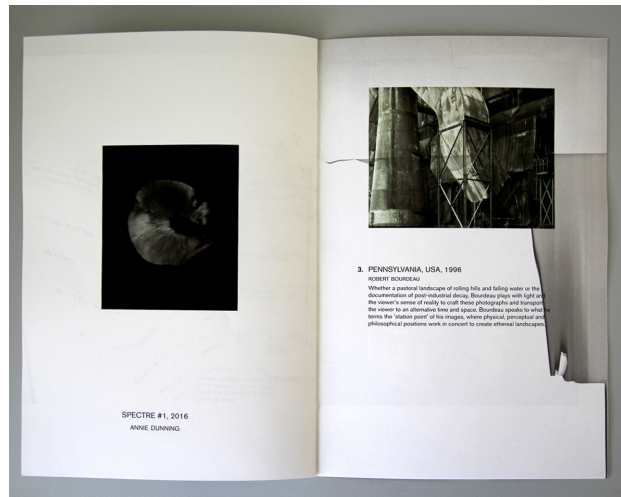 SPECTRE #1, 2016
ANNIE DUNNING
3. PENNSYLVANIA, USA, 1996
ROBERT BOURDEAU
Whether a pastoral landscape of rolling hills and falling water or the
documentation of post-industrial decay, Bourdeau plays with light and
the viewer's sense of reality to craft these photographs and transport
the viewer to an alternative time and space. Bourdeau speaks to what he
terms the 'station point' of his images, where physical, perceptual and
philosophical positions work in concert to create ethereal landscapes.